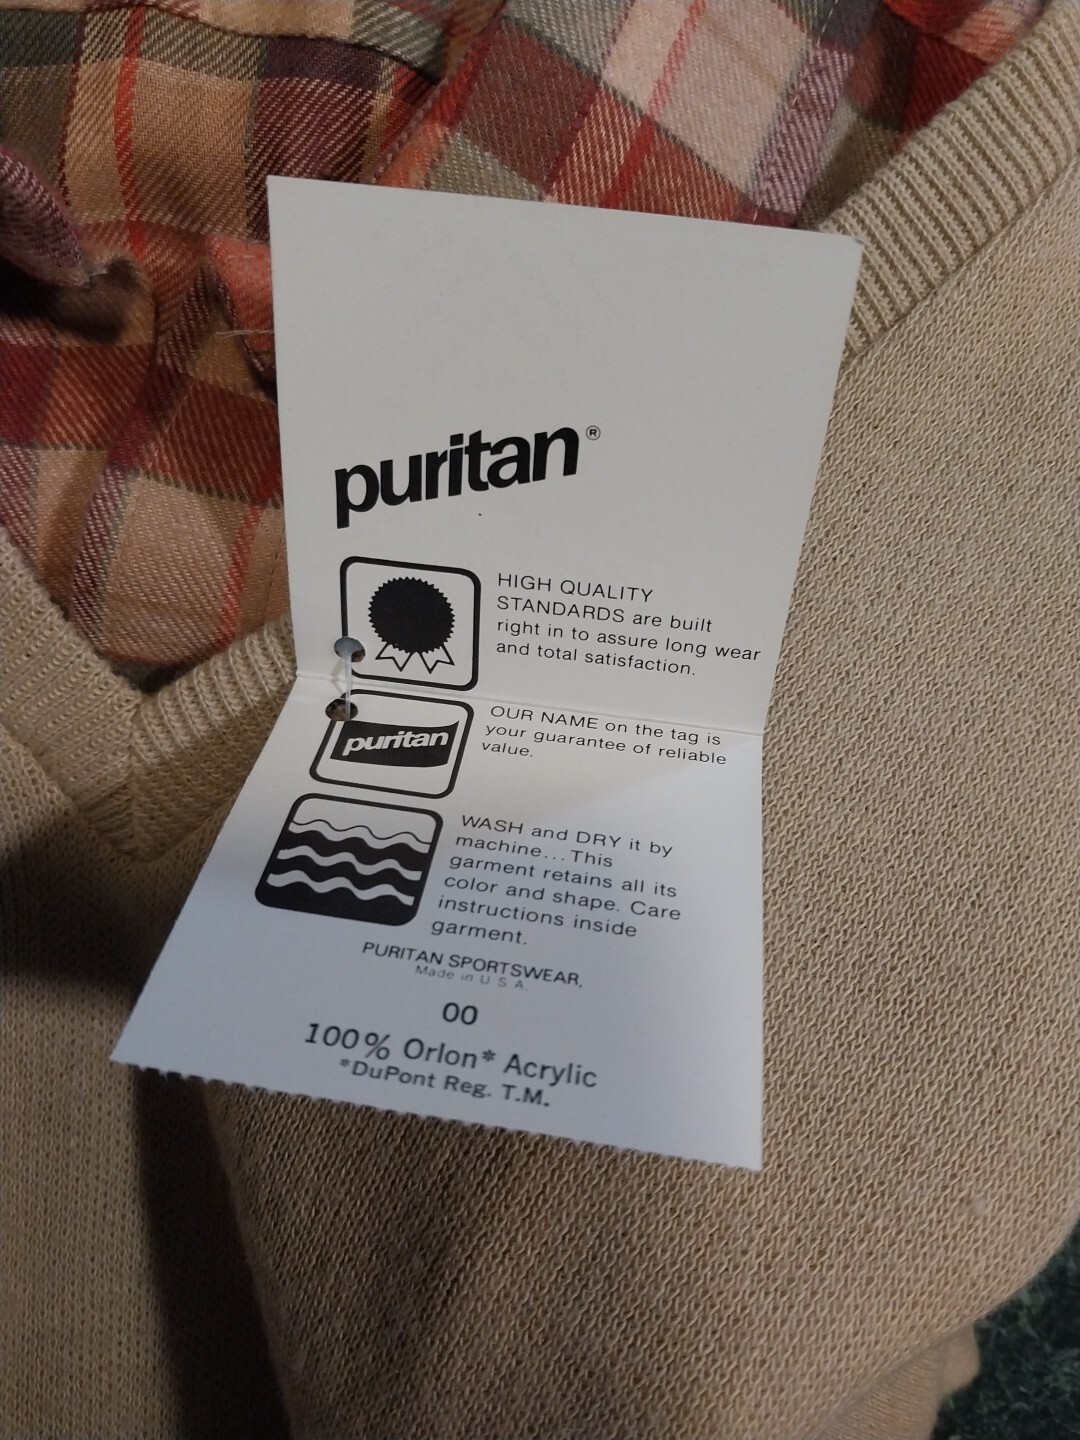 puritan®
HIGH QUALITY
STANDARDS are built
right in to assure long wear
and total satisfaction.
puritan
OUR NAME on the tag is
your guarantee of reliable
value.
WASH and DRY it by
machine... This
garment retains all its
color and shape. Care
instructions inside
garment.
PURITAN SPORTSWEAR,
Made in U S A
00
100% Orlon* Acrylic
*DuPont Reg. T.M.